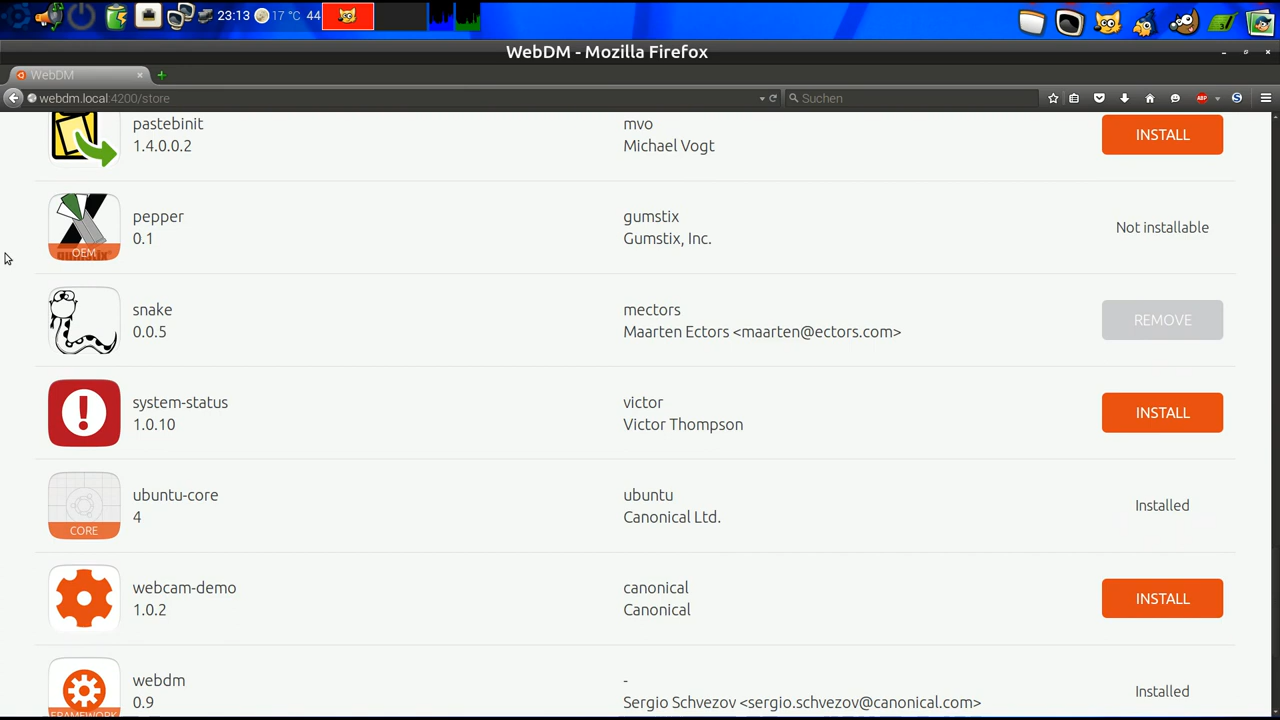 23:13 17 °C 44
WebDM - Mozilla Firefox
WebDM
webdm.local:4200/store
Suchen
pastebinit
1.4.0.0.2
mvo
Michael Vogt
INSTALL
OEM
pepper
0.1
gumstix
Gumstix, Inc.
Not installable
snake
0.0.5
mectors
Maarten Ectors <maarten@ectors.com>
REMOVE
system-status
1.0.10
victor
Victor Thompson
INSTALL
CORE
ubuntu-core
4
ubuntu
Canonical Ltd.
Installed
webcam-demo
1.0.2
canonical
Canonical
INSTALL
FRAMEWORK
webdm
0.9
-
Sergio Schvezov <sergio.schvezov@canonical.com>
Installed